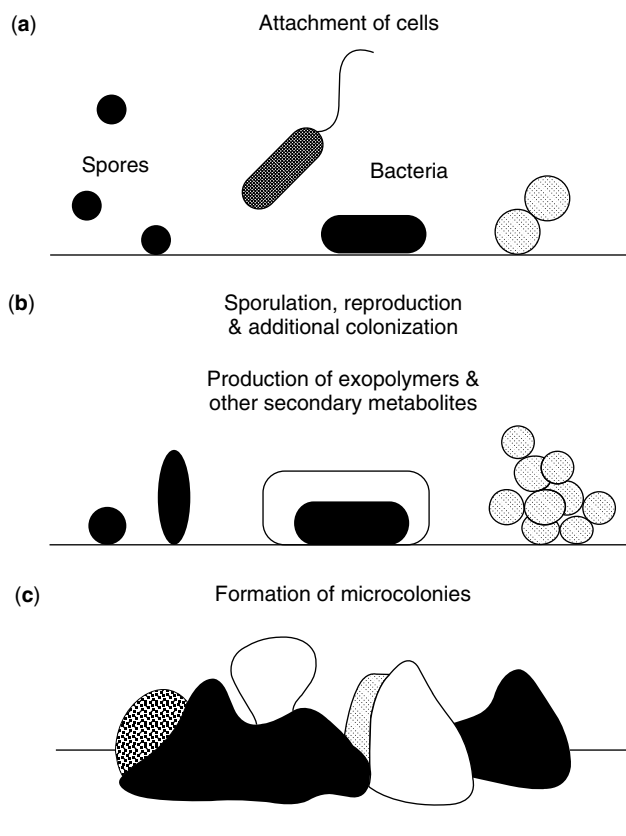 (a)
Attachment of cells
Spores
Bacteria
(b)
Sporulation, reproduction
& additional colonization
Production of exopolymers &
other secondary metabolites
(c)
Formation of microcolonies